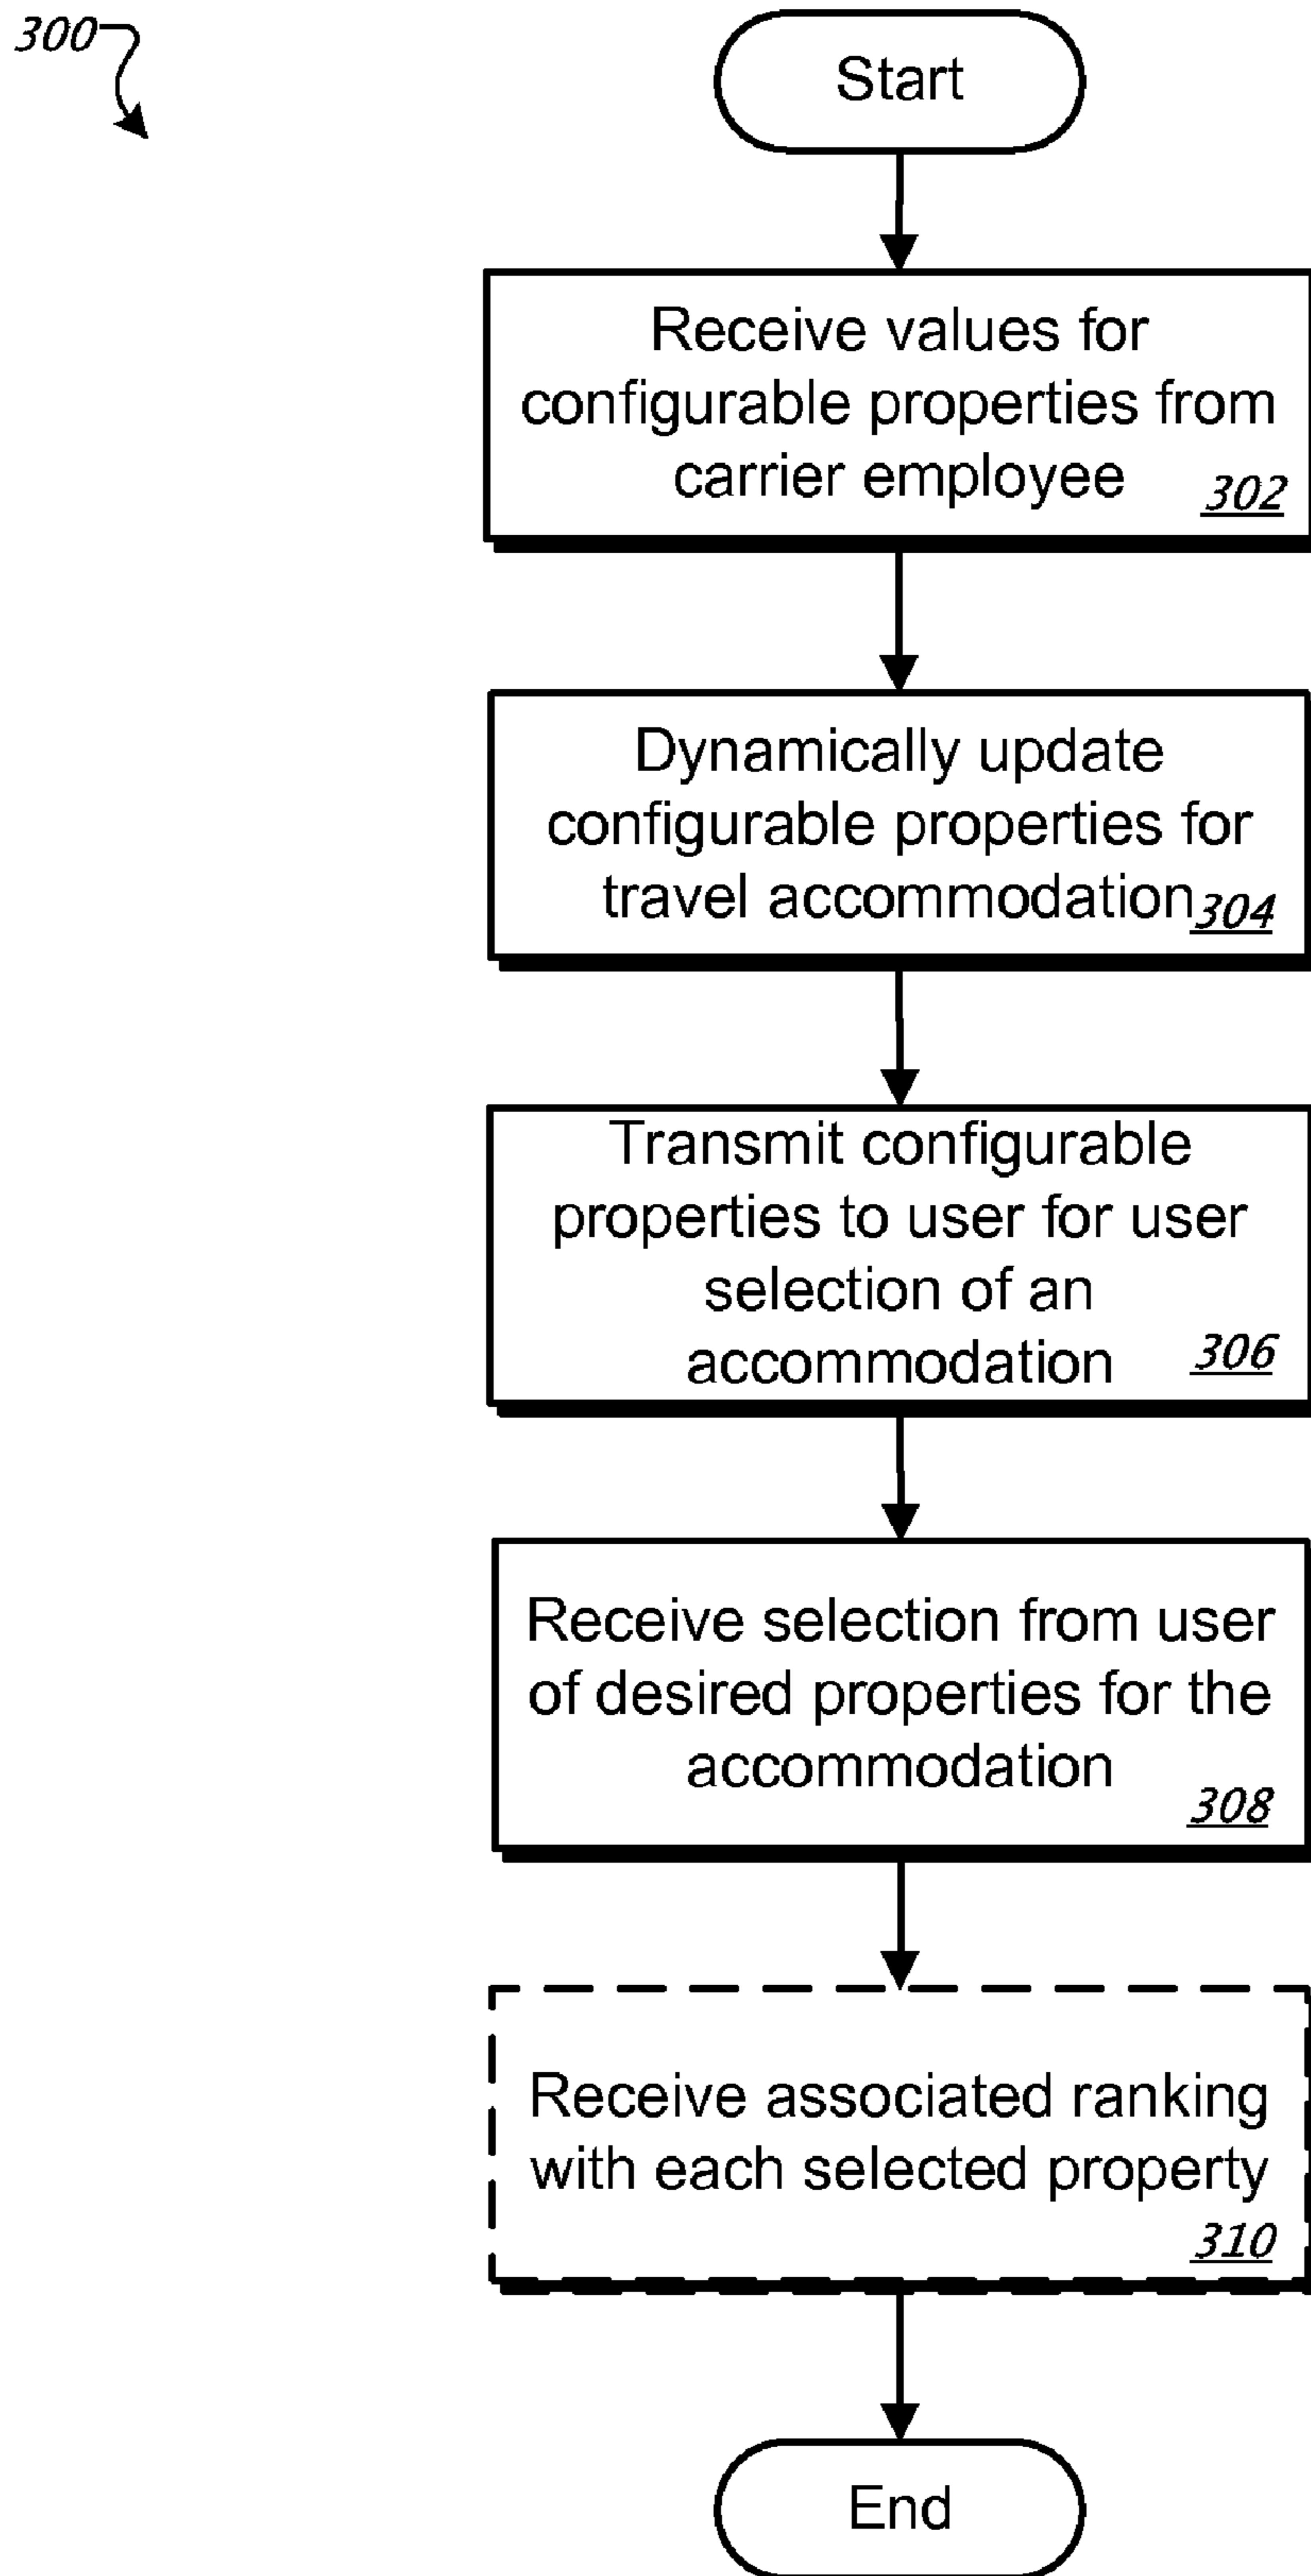 300
Start
Receive values for
configurable properties from
carrier employee
302
Dynamically update
configurable properties for
travel accommodation
304
Transmit configurable
properties to user for user
selection of an
accommodation
306
Receive selection from user
of desired properties for the
accommodation
308
Receive associated ranking
with each selected property
310
End